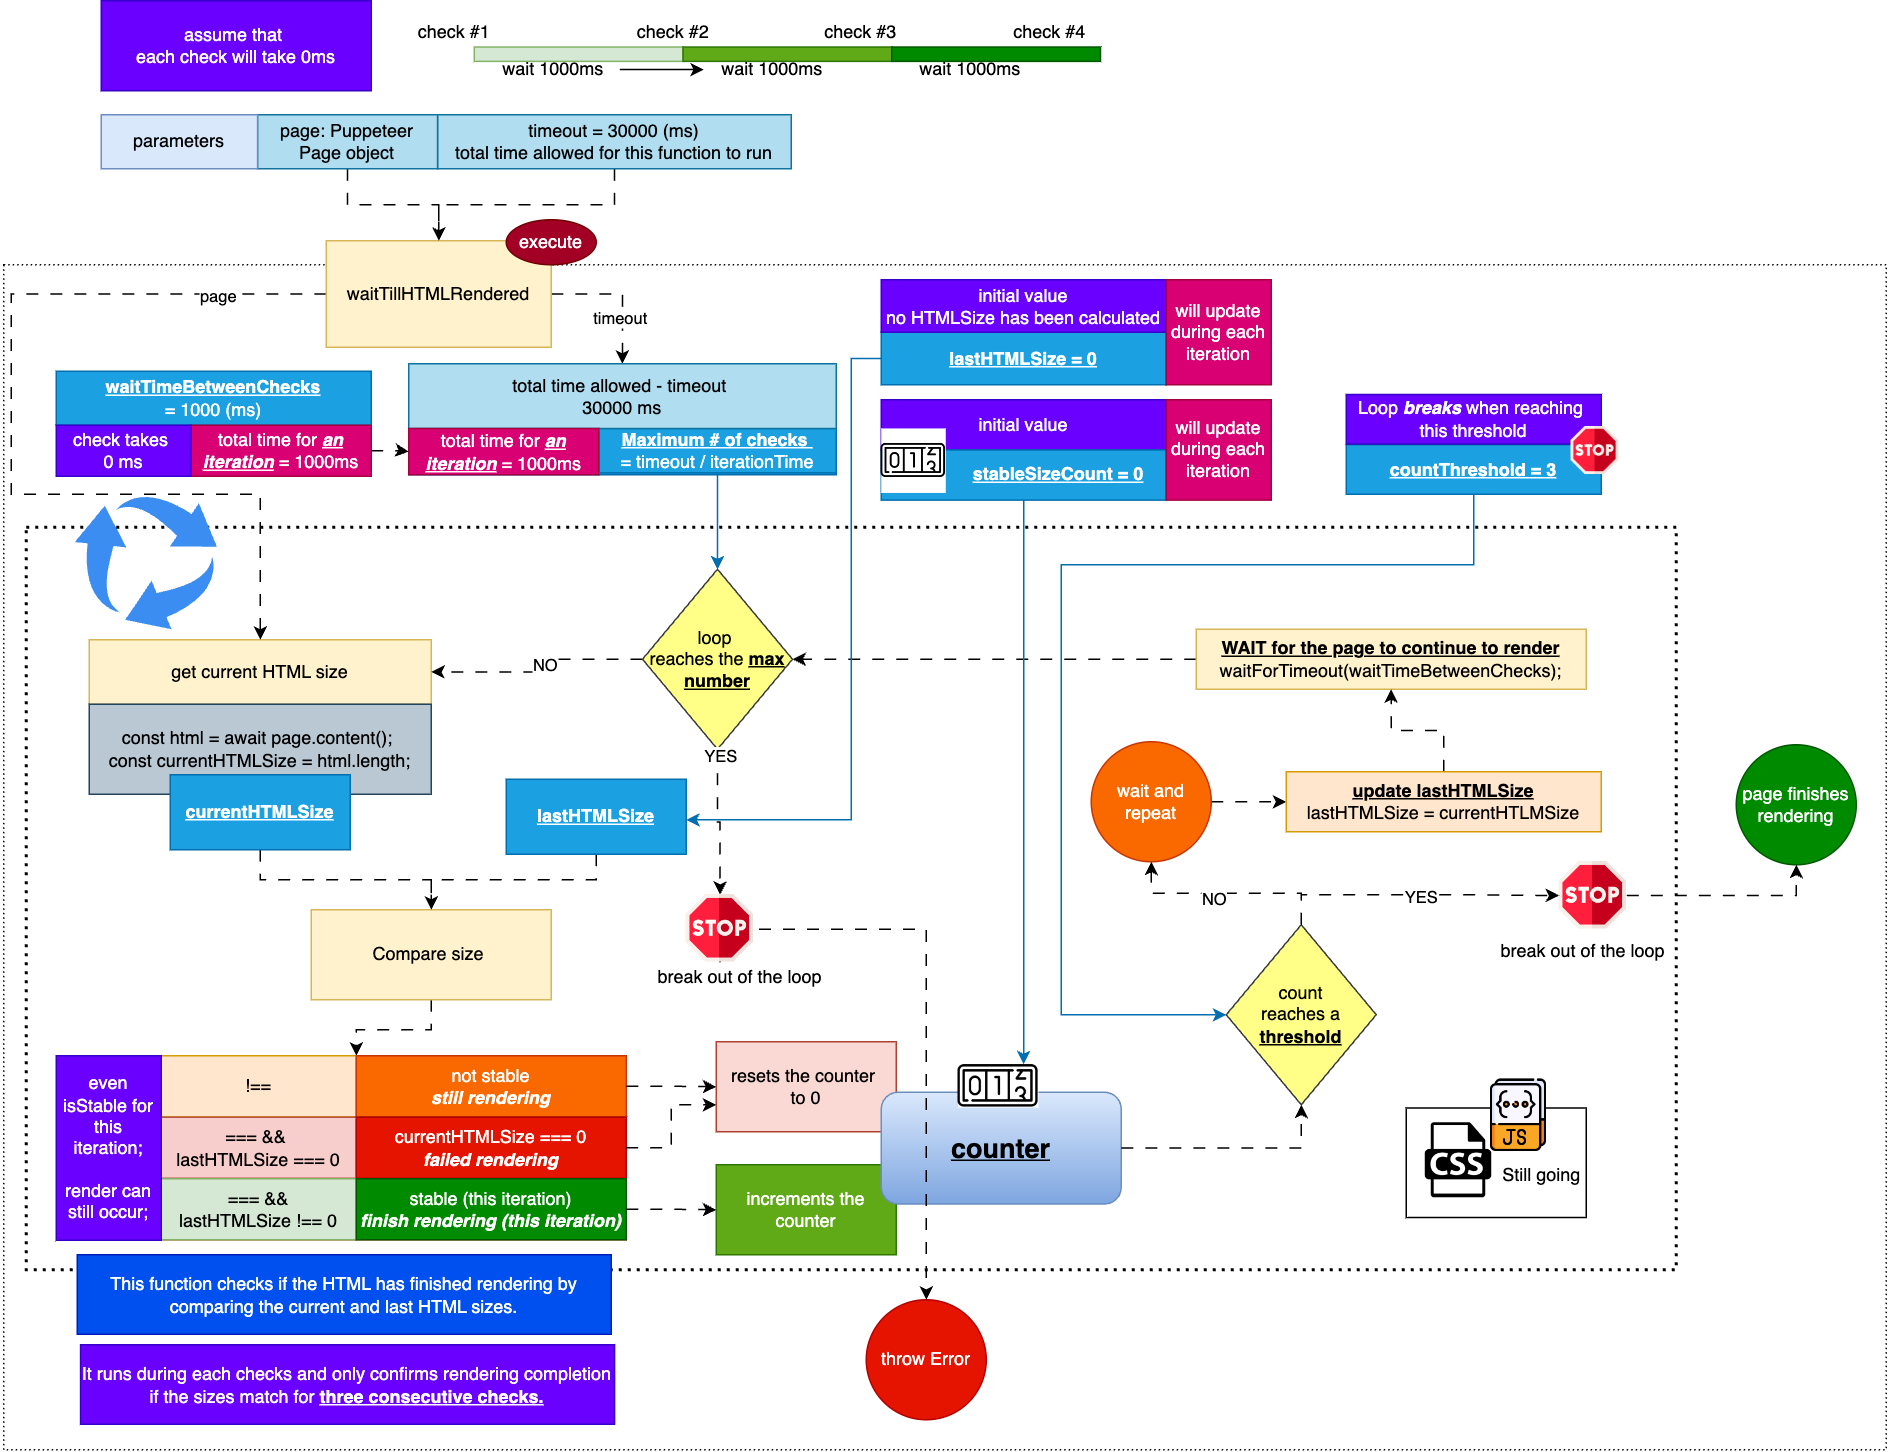 assume that
each check will take 0ms
check #1
check #2
check #3
check #4
wait 1000ms
wait 1000ms
wait 1000ms
parameters
page: Puppeteer
Page object
timeout = 30000 (ms)
total time allowed for this function to run
execute
waitTillHTMLRendered
page
timeout
waitTimeBetweenChecks
= 1000 (ms)
check takes
0 ms
total time for an
iteration = 1000ms
total time allowed - timeout
30000 ms
total time for an
iteration = 1000ms
Maximum # of checks
= timeout / iterationTime
initial value
no HTMLSize has been calculated
lastHTMLSize = 0
will update
during each
iteration
initial value
stableSizeCount = 0
will update
during each
iteration
0 1 2
3
Loop breaks when reaching
this threshold
countThreshold = 3
STOP
loop
reaches the max
number
NO
YES
get current HTML size
const html = await page.content();
const currentHTMLSize = html.length;
currentHTMLSize
lastHTMLSize
Compare size
STOP
break out of the loop
WAIT for the page to continue to render
waitForTimeout(waitTimeBetweenChecks);
wait and
repeat
update lastHTMLSize
lastHTMLSize = currentHTLMSize
page finishes
rendering
NO
YES
STOP
break out of the loop
count
reaches a
threshold
even
isStable for
this
iteration;
render can
still occur;
!==
not stable
still rendering
=== &&
lastHTMLSize === 0
currentHTMLSize === 0
failed rendering
=== &&
lastHTMLSize !== 0
stable (this iteration)
finish rendering (this iteration)
resets the counter
to 0
increments the
counter
0 1 2
3
counter
{••}
JS
CSS
Still going
This function checks if the HTML has finished rendering by
comparing the current and last HTML sizes.
It runs during each checks and only confirms rendering completion
if the sizes match for three consecutive checks.
throw Error